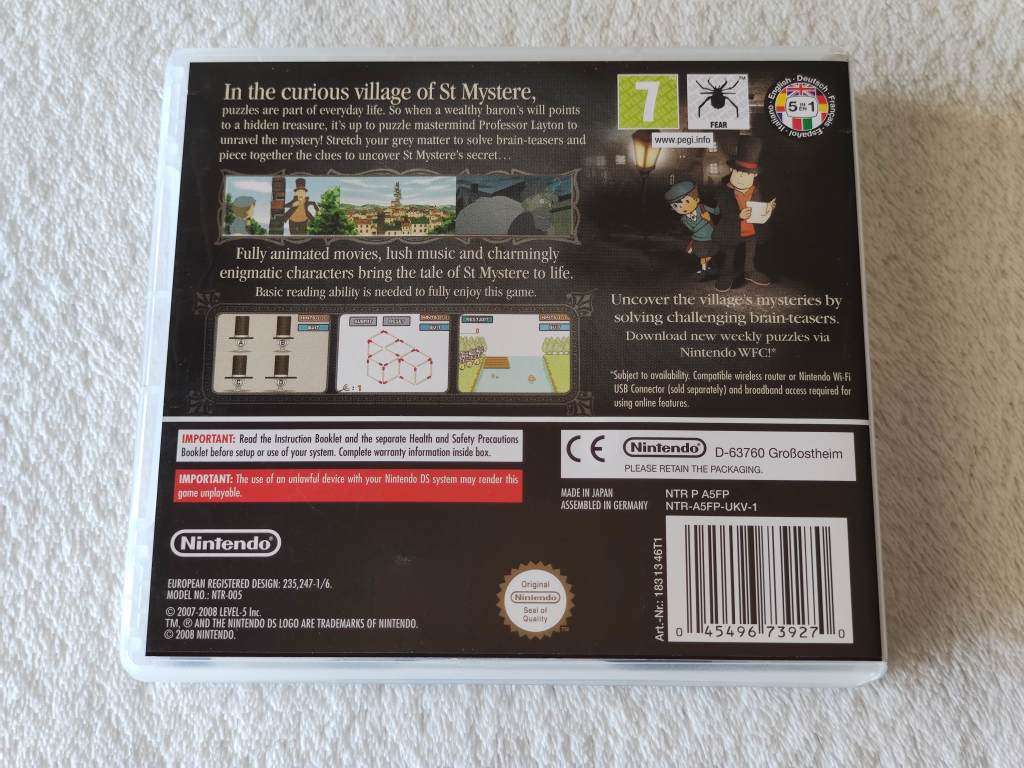 In the curious village of St Mystere,
puzzles are part of everyday life. So when a wealthy baron's will points
to a hidden treasure, it's up to puzzle mastermind Professor Layton to
unravel the mystery! Stretch your grey matter to solve brain-teasers and
piece together the clues to uncover St Mystere's secret...
7
FEAR
www.pegi.info
English · Deutsch · Français · Español · Italiano
5 IN EN 1
Fully animated movies, lush music and charmingly
enigmatic characters bring the tale of St Mystere to life.
Basic reading ability is needed to fully enjoy this game.
A
B
C
D
QUIT
QUIT
: 1
RESTART
Uncover the village's mysteries by
solving challenging brain-teasers.
Download new weekly puzzles via
Nintendo WFC!*
*Subject to availability. Compatible wireless router or Nintendo Wi-Fi
USB Connector (sold separately) and broadband access required for
using online features.
IMPORTANT: Read the Instruction Booklet and the separate Health and Safety Precautions
Booklet before setup or use of your system. Complete warranty information inside box.
IMPORTANT: The use of an unlawful device with your Nintendo DS system may render this
game unplayable.
CE Nintendo® D-63760 Großostheim
PLEASE RETAIN THE PACKAGING.
MADE IN JAPAN
ASSEMBLED IN GERMANY
NTR P A5FP
NTR-A5FP-UKV-1
Nintendo®
EUROPEAN REGISTERED DESIGN: 235,247-1/6.
MODEL NO.: NTR-005
© 2007-2008 LEVEL-5 Inc.
TM, ® AND THE NINTENDO DS LOGO ARE TRADEMARKS OF NINTENDO.
© 2008 NINTENDO.
Original
Nintendo
Seal of
Quality
TM
Art.-Nr.: 1831346T1
0 45496 73927 0